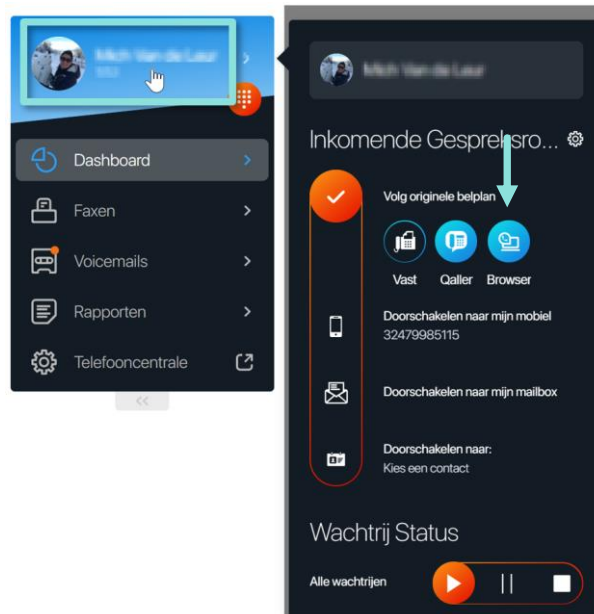 Dashboard
Faxen
Voicemails
Rapporten
Telefooncentrale
Inkomende Gespreksro...
Volg originele belplan
Vast Qaller Browser
Doorschakelen naar mijn mobiel
32479985115
Doorschakelen naar mijn mailbox
Doorschakelen naar:
Kies een contact
Wachtrij Status
Alle wachtrijen